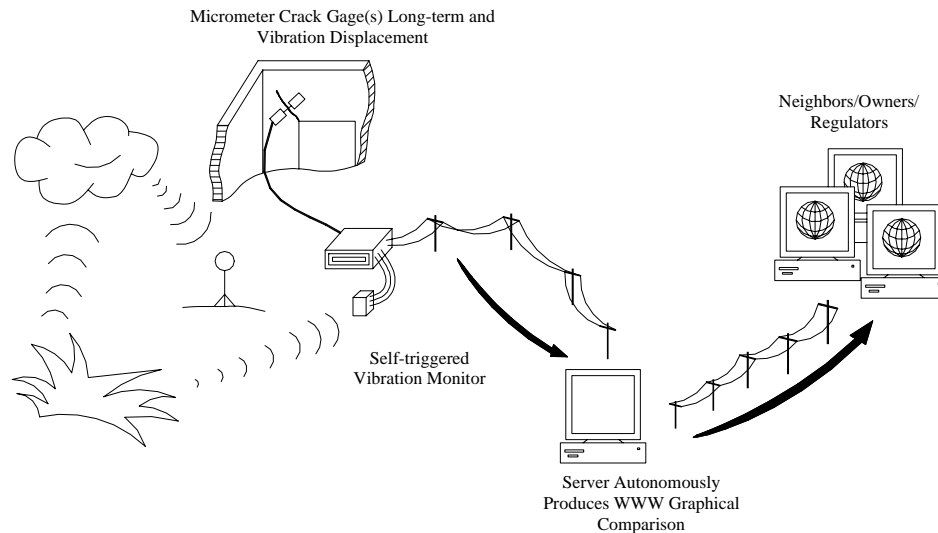 Micrometer Crack Gage(s) Long-term and
Vibration Displacement
Neighbors/Owners/
Regulators
Self-triggered
Vibration Monitor
Server Autonomously
Produces WWW Graphical
Comparison